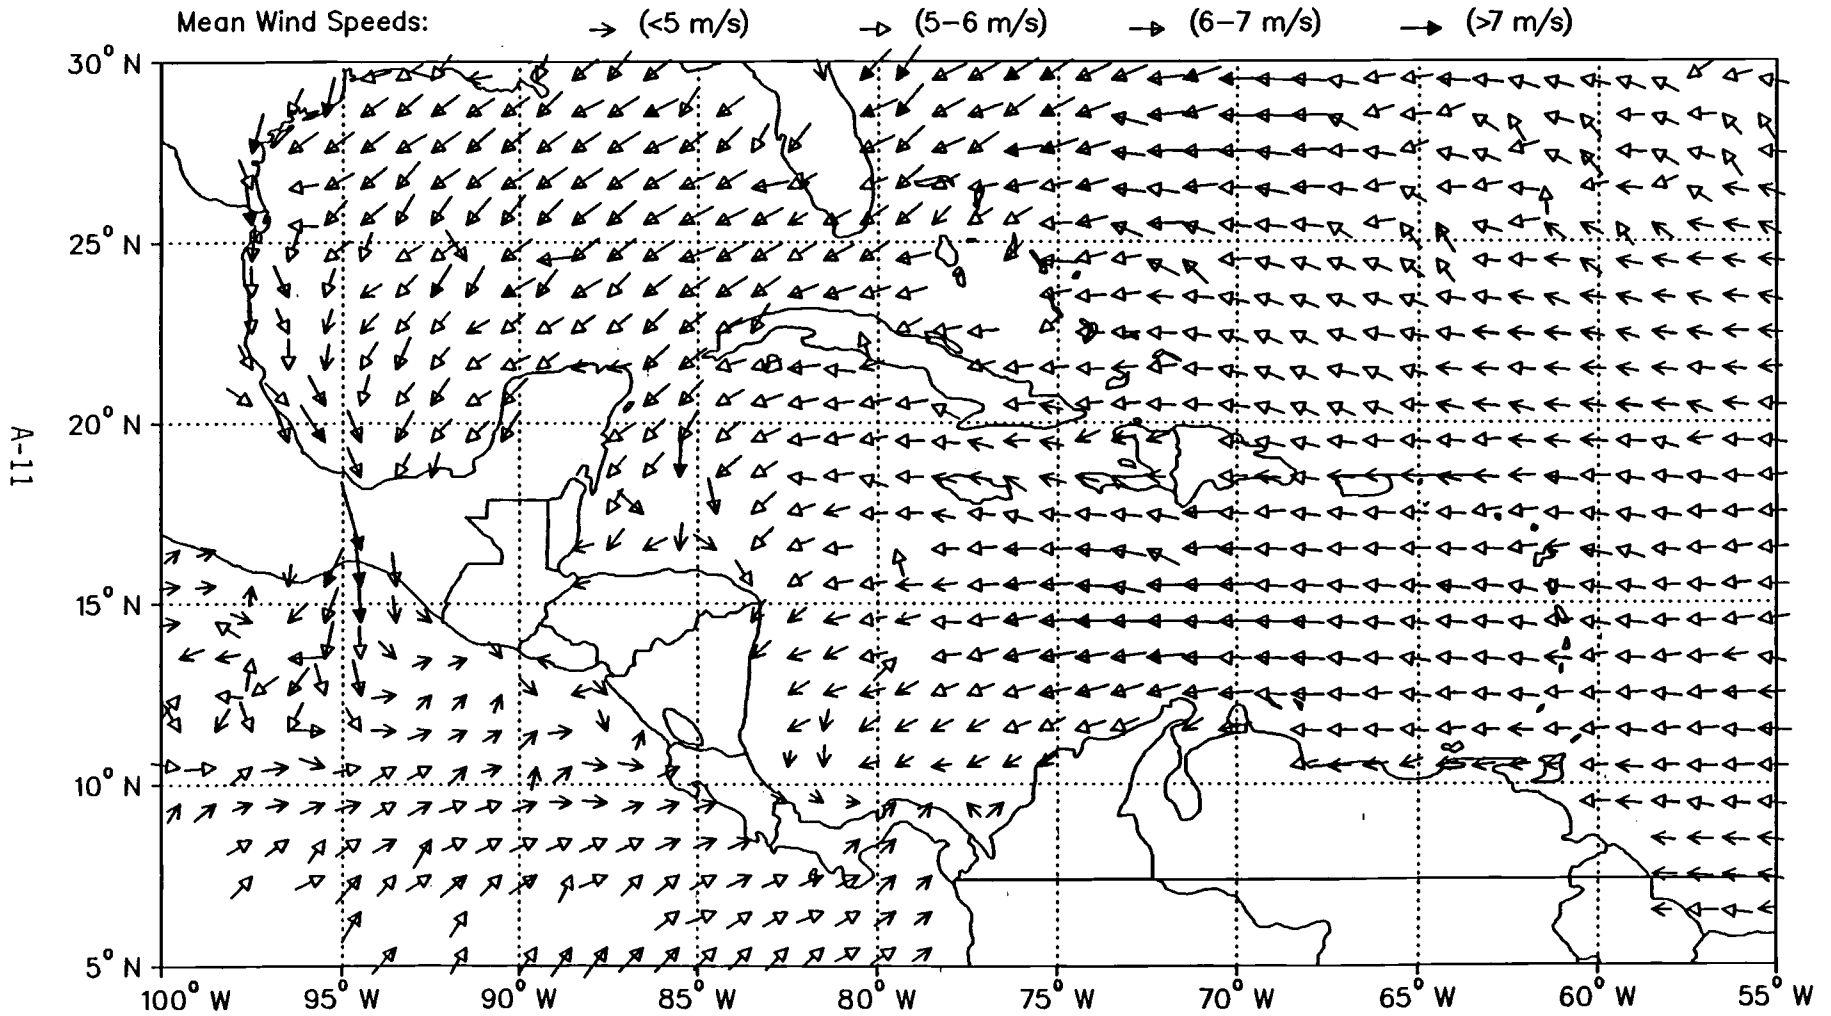 Mean Wind Speeds: (<5 m/s) (5-6 m/s) (6-7 m/s) (>7 m/s)
30° N
25° N
20° N
15° N
10° N
5° N
100° W 95° W 90° W 85° W 80° W 75° W 70° W 65° W 60° W 55° W
A-11